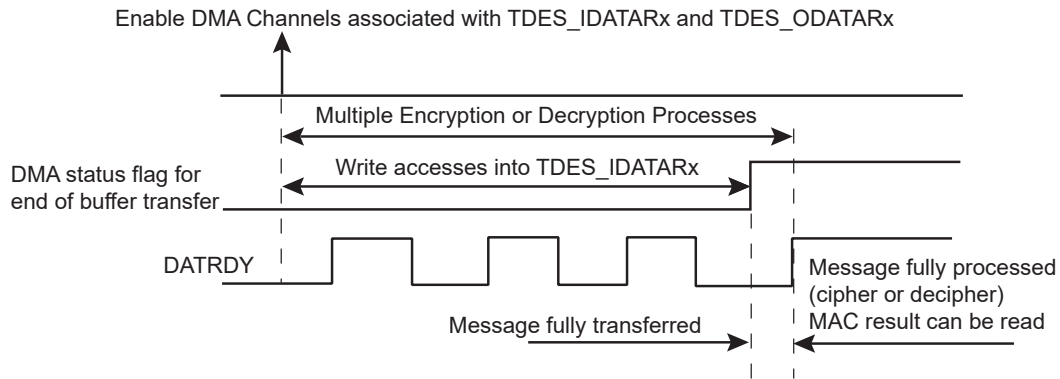 Enable DMA Channels associated with TDES_IDATARx and TDES_ODATARx
Multiple Encryption or Decryption Processes
Write accesses into TDES_IDATARx
DMA status flag for
end of buffer transfer
DATRDY
Message fully processed
(cipher or decipher)
MAC result can be read
Message fully transferred